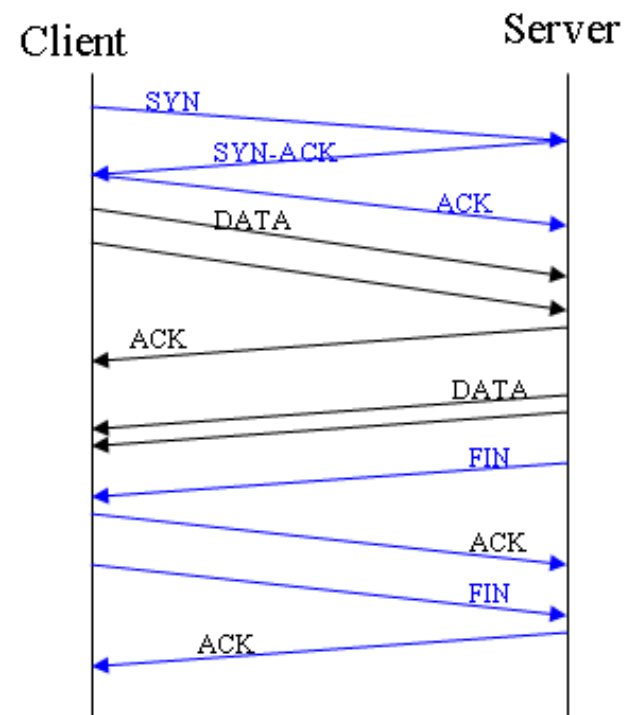 Client
Server
SYN
SYN-ACK
ACK
DATA
ACK
DATA
FIN
ACK
FIN
ACK